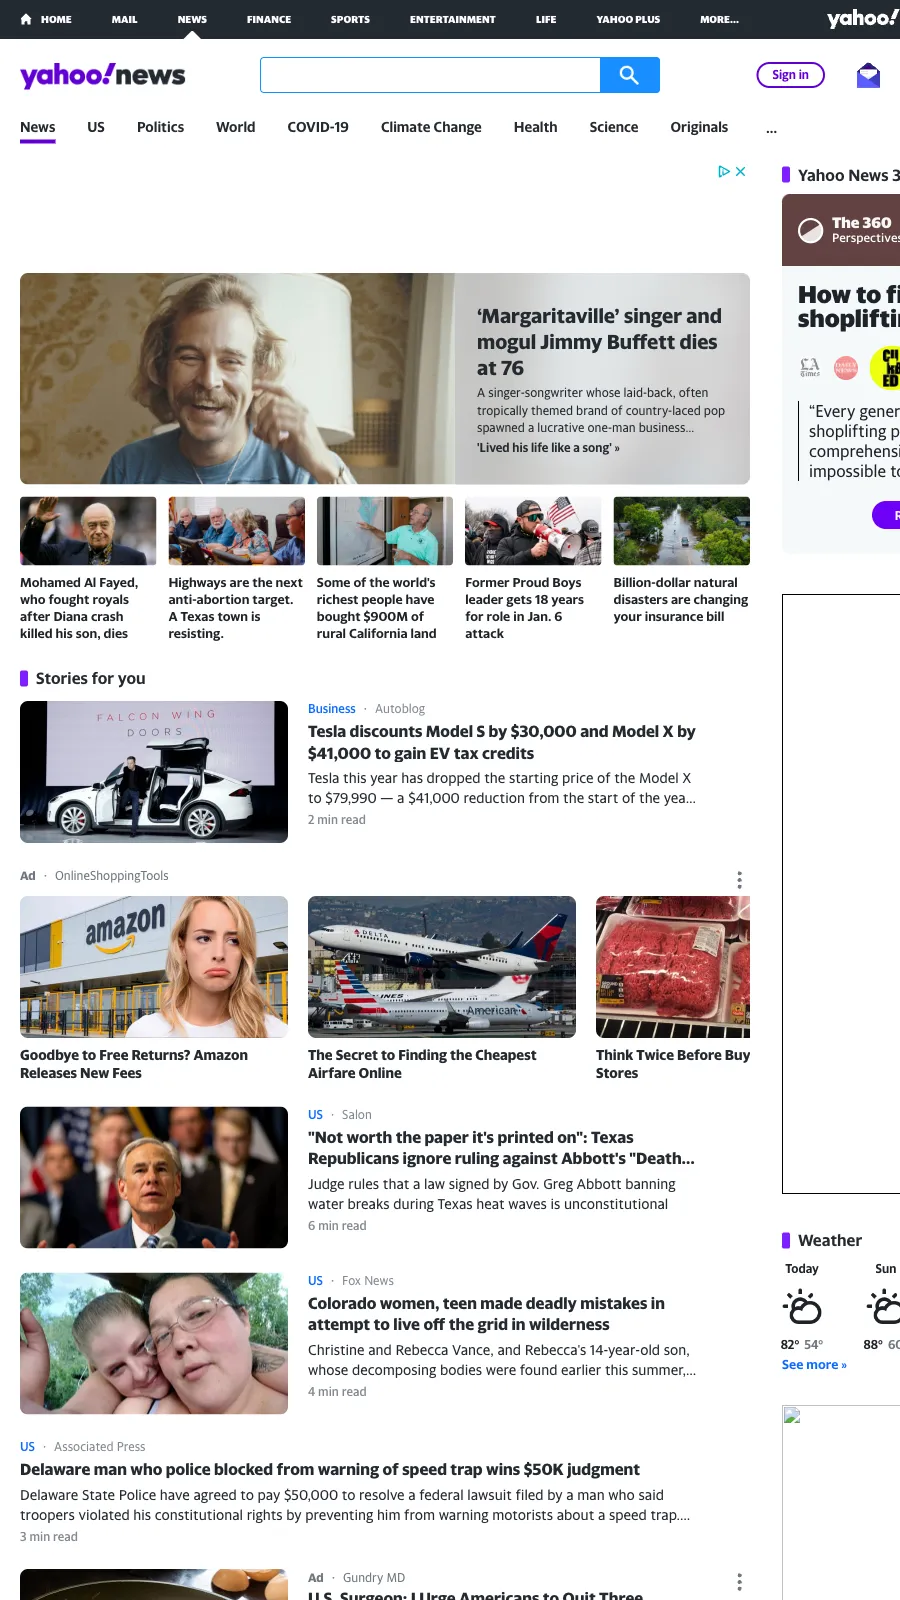 HOME MAIL NEWS FINANCE SPORTS ENTERTAINMENT LIFE YAHOO PLUS MORE... yahoo!
yahoo!news
Sign in
News US Politics World COVID-19 Climate Change Health Science Originals ...
‘Margaritaville’ singer and
mogul Jimmy Buffett dies
at 76
A singer-songwriter whose laid-back, often
tropically themed brand of country-laced pop
spawned a lucrative one-man business...
'Lived his life like a song' »
Mohamed Al Fayed,
who fought royals
after Diana crash
killed his son, dies
Highways are the next
anti-abortion target.
A Texas town is
resisting.
Some of the world's
richest people have
bought $900M of
rural California land
Former Proud Boys
leader gets 18 years
for role in Jan. 6
attack
Billion-dollar natural
disasters are changing
your insurance bill
Stories for you
FALCON WING
DOORS
Business · Autoblog
Tesla discounts Model S by $30,000 and Model X by
$41,000 to gain EV tax credits
Tesla this year has dropped the starting price of the Model X
to $79,990 — a $41,000 reduction from the start of the yea...
2 min read
Ad · OnlineShoppingTools
amazon
Goodbye to Free Returns? Amazon
Releases New Fees
DELTA
American
The Secret to Finding the Cheapest
Airfare Online
Think Twice Before Buy
Stores
US · Salon
"Not worth the paper it's printed on": Texas
Republicans ignore ruling against Abbott's "Death...
Judge rules that a law signed by Gov. Greg Abbott banning
water breaks during Texas heat waves is unconstitutional
6 min read
US · Fox News
Colorado women, teen made deadly mistakes in
attempt to live off the grid in wilderness
Christine and Rebecca Vance, and Rebecca's 14-year-old son,
whose decomposing bodies were found earlier this summer,...
4 min read
US · Associated Press
Delaware man who police blocked from warning of speed trap wins $50K judgment
Delaware State Police have agreed to pay $50,000 to resolve a federal lawsuit filed by a man who said
troopers violated his constitutional rights by preventing him from warning motorists about a speed trap....
3 min read
Ad · Gundry MD
U.S. Surgeon: I Urge Americans to Quit Three
Yahoo News 3
The 360
Perspectives
How to fi
shoplifti
LA
Times
“Every gener
shoplifting p
comprehensi
impossible to
Weather
Today Sun
82° 54° 88° 60
See more »